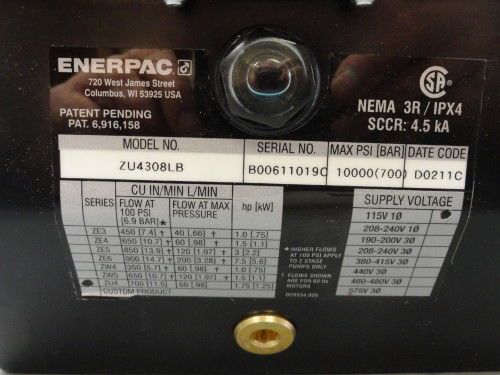 ENERPAC
720 West James Street
Columbus, WI 53925 USA
PATENT PENDING
PAT. 6,916,158
NEMA 3R / IPX4
SCCR: 4.5 kA
MODEL NO. SERIAL NO. MAX PSI [BAR] DATE CODE
ZU4308LB B00611019C 10000(700) D0211C
CU IN/MIN L/MIN
SERIES FLOW AT 100 PSI [6.9 BAR]★ FLOW AT MAX PRESSURE hp [kW]
ZE3 450 [7.4] † 40 [.66] † 1.0 [.75]
ZE4 650 [10.7] † 60 [.98] † 1.5 [1.1]
ZE5 850 [13.9] † 120 [1.97] † 3 [2.2]
ZE6 900 [14.7] † 200 [3.28] † 7.5 [5.6]
ZW4 350 [5.7] † 60 [.98] † 1.0 [.75]
ZW5 650 [10.7] † 120 [1.97] † 1.5 [1.1]
ZU4 700 [11.5] 60 [.98] 1.75 [1.25]
CUSTOM PRODUCT
★ HIGHER FLOWS
AT 100 PSI APPLY
TO 2 STAGE
PUMPS ONLY
† FLOWS SHOWN
ARE FOR 60 Hz
MOTORS
DC9534.026
SUPPLY VOLTAGE
115V 1Ø
208-240V 1Ø
190-200V 3Ø
208-240V 3Ø
380-415V 3Ø
440V 3Ø
460-480V 3Ø
575V 3Ø